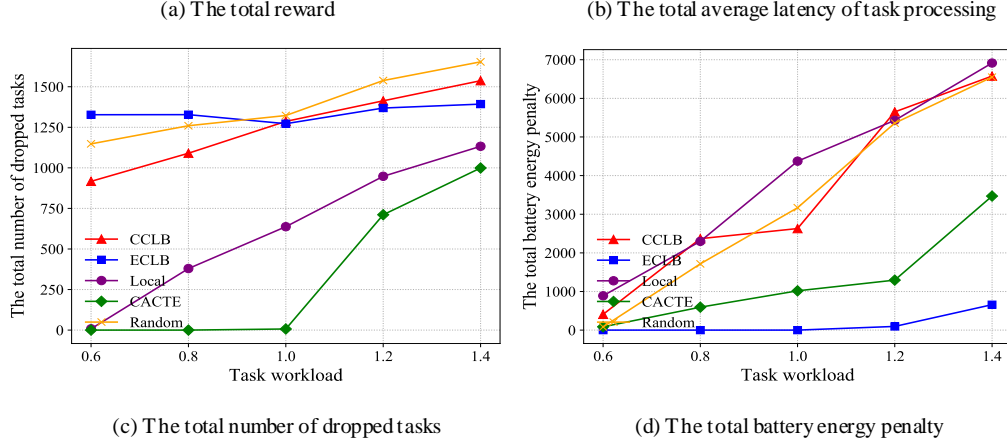 (a) The total reward
(b) The total average latency of task processing
The total number of dropped tasks
1500
1250
1000
750
500
250
0
CCLB
ECLB
Local
CACTE
Random
0.6 0.8 1.0 1.2 1.4
Task workload
The total battery energy penalty
7000
6000
5000
4000
3000
2000
1000
0
CCLB
ECLB
Local
CACTE
Random
0.6 0.8 1.0 1.2 1.4
Task workload
(c) The total number of dropped tasks
(d) The total battery energy penalty